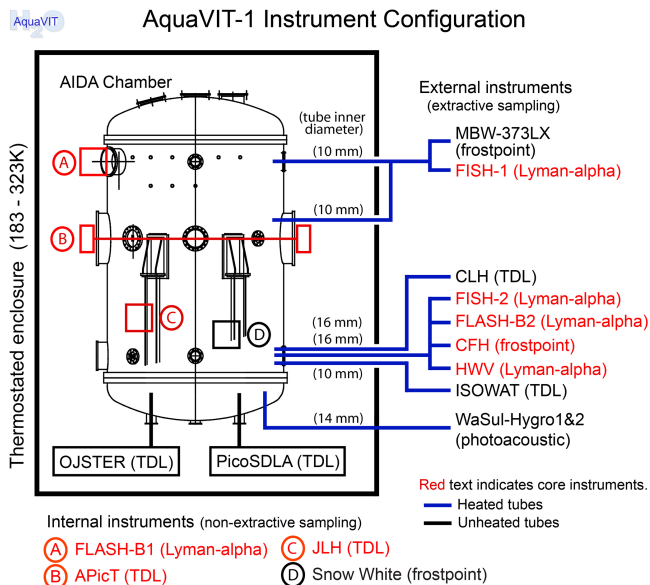 H2O
AquaVIT
AquaVIT-1 Instrument Configuration
AIDA Chamber
Thermostated enclosure (183 - 323K)
External instruments
(extractive sampling)
(tube inner
diameter)
(10 mm)
MBW-373LX
(frostpoint)
FISH-1 (Lyman-alpha)
A
(10 mm)
B
CLH (TDL)
FISH-2 (Lyman-alpha)
C
D
(16 mm)
FLASH-B2 (Lyman-alpha)
(16 mm)
CFH (frostpoint)
HWV (Lyman-alpha)
(10 mm)
ISOWAT (TDL)
(14 mm)
WaSul-Hygro1&2
(photoacoustic)
OJSTER (TDL)
PicoSDLA (TDL)
Red text indicates core instruments.
Heated tubes
Unheated tubes
Internal instruments (non-extractive sampling)
A FLASH-B1 (Lyman-alpha)
C JLH (TDL)
B APicT (TDL)
D Snow White (frostpoint)